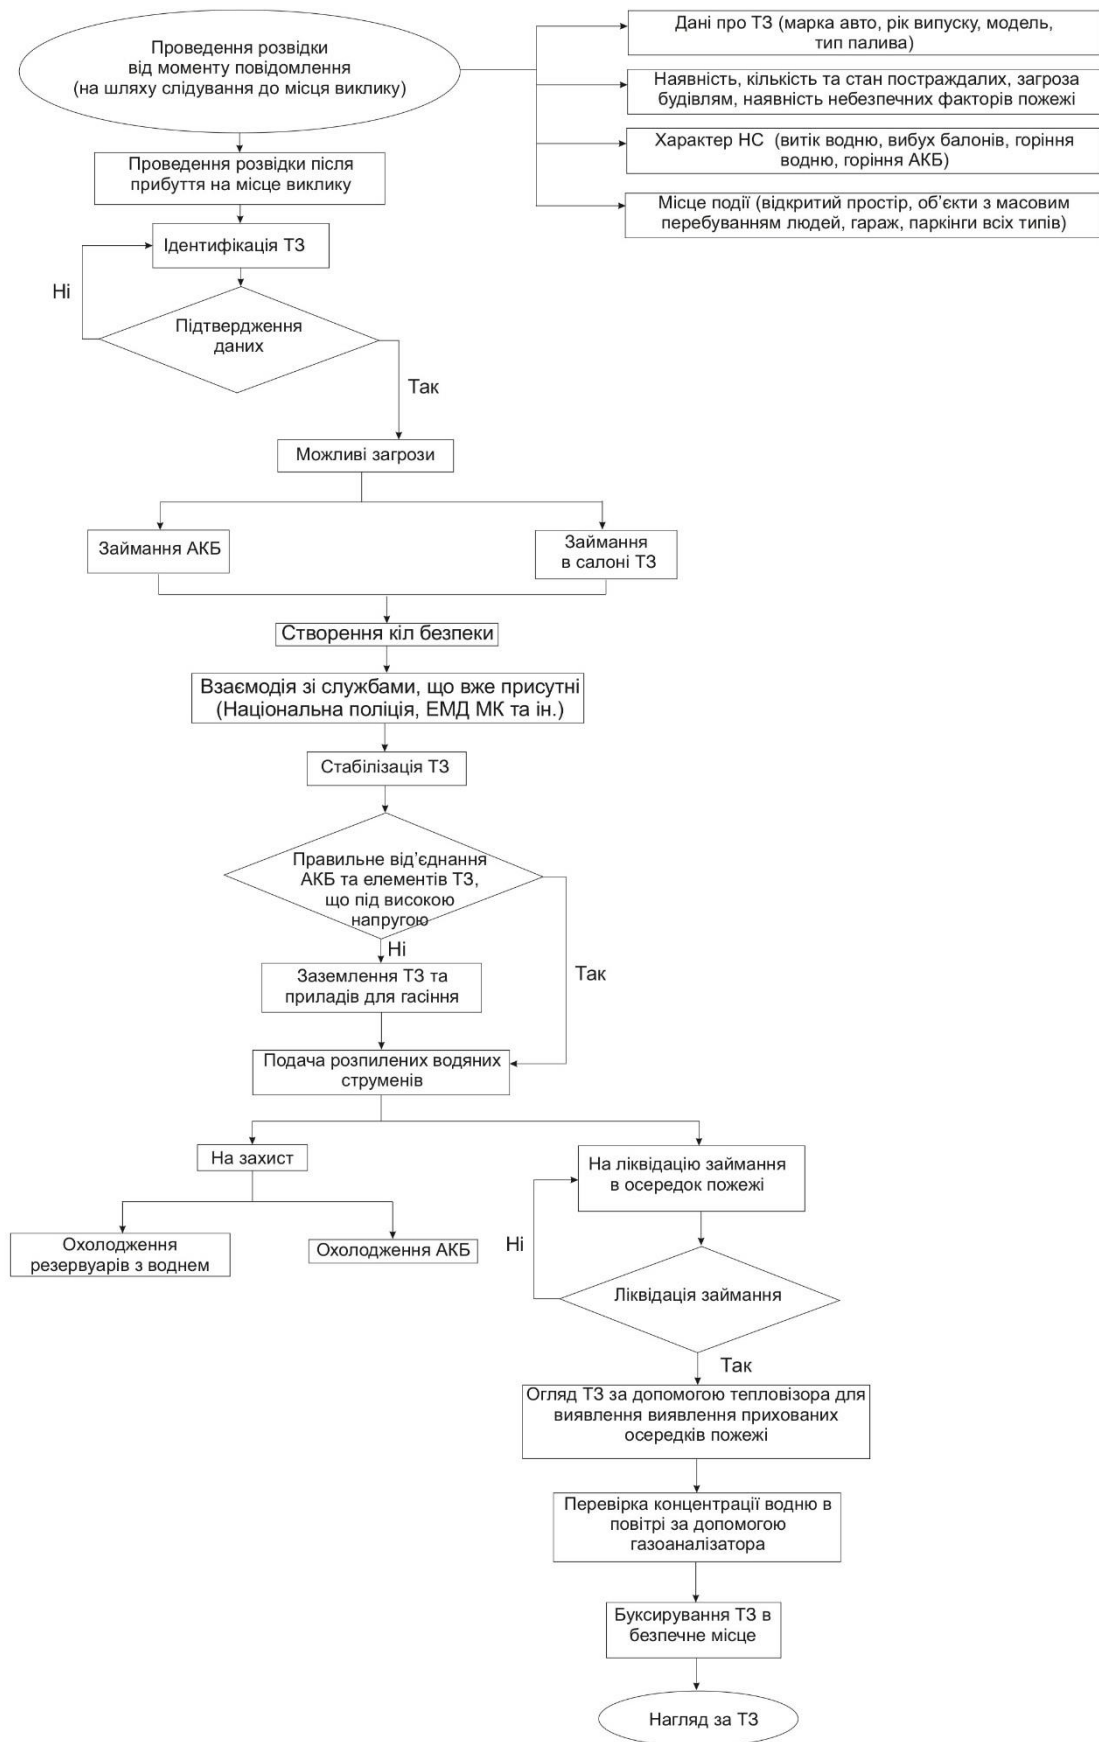 Проведення розвідки
від моменту повідомлення
(на шляху слідування до місця виклику)
Дані про ТЗ (марка авто, рік випуску, модель,
тип палива)
Наявність, кількість та стан постраждалих, загроза
будівлям, наявність небезпечних факторів пожежі
Характер НС (витік водню, вибух балонів, горіння
водню, горіння АКБ)
Місце події (відкритий простір, об’єкти з масовим
перебуванням людей, гараж, паркінги всіх типів)
Проведення розвідки після
прибуття на місце виклику
Ідентифікація ТЗ
Ні
Підтвердження
даних
Так
Можливі загрози
Займання АКБ
Займання
в салоні ТЗ
Створення кіл безпеки
Взаємодія зі службами, що вже присутні
(Національна поліція, ЕМД МК та ін.)
Стабілізація ТЗ
Правильне від’єднання
АКБ та елементів ТЗ,
що під високою
напругою
Ні
Так
Заземлення ТЗ та
приладів для гасіння
Подача розпилених водяних
струменів
На захист
На ліквідацію займання
в осередок пожежі
Охолодження
резервуарів з воднем
Охолодження АКБ
Ні
Ліквідація займання
Так
Огляд ТЗ за допомогою тепловізора для
виявлення виявлення прихованих
осередків пожежі
Перевірка концентрації водню в
повітрі за допомогою
газоаналізатора
Буксирування ТЗ в
безпечне місце
Нагляд за ТЗ